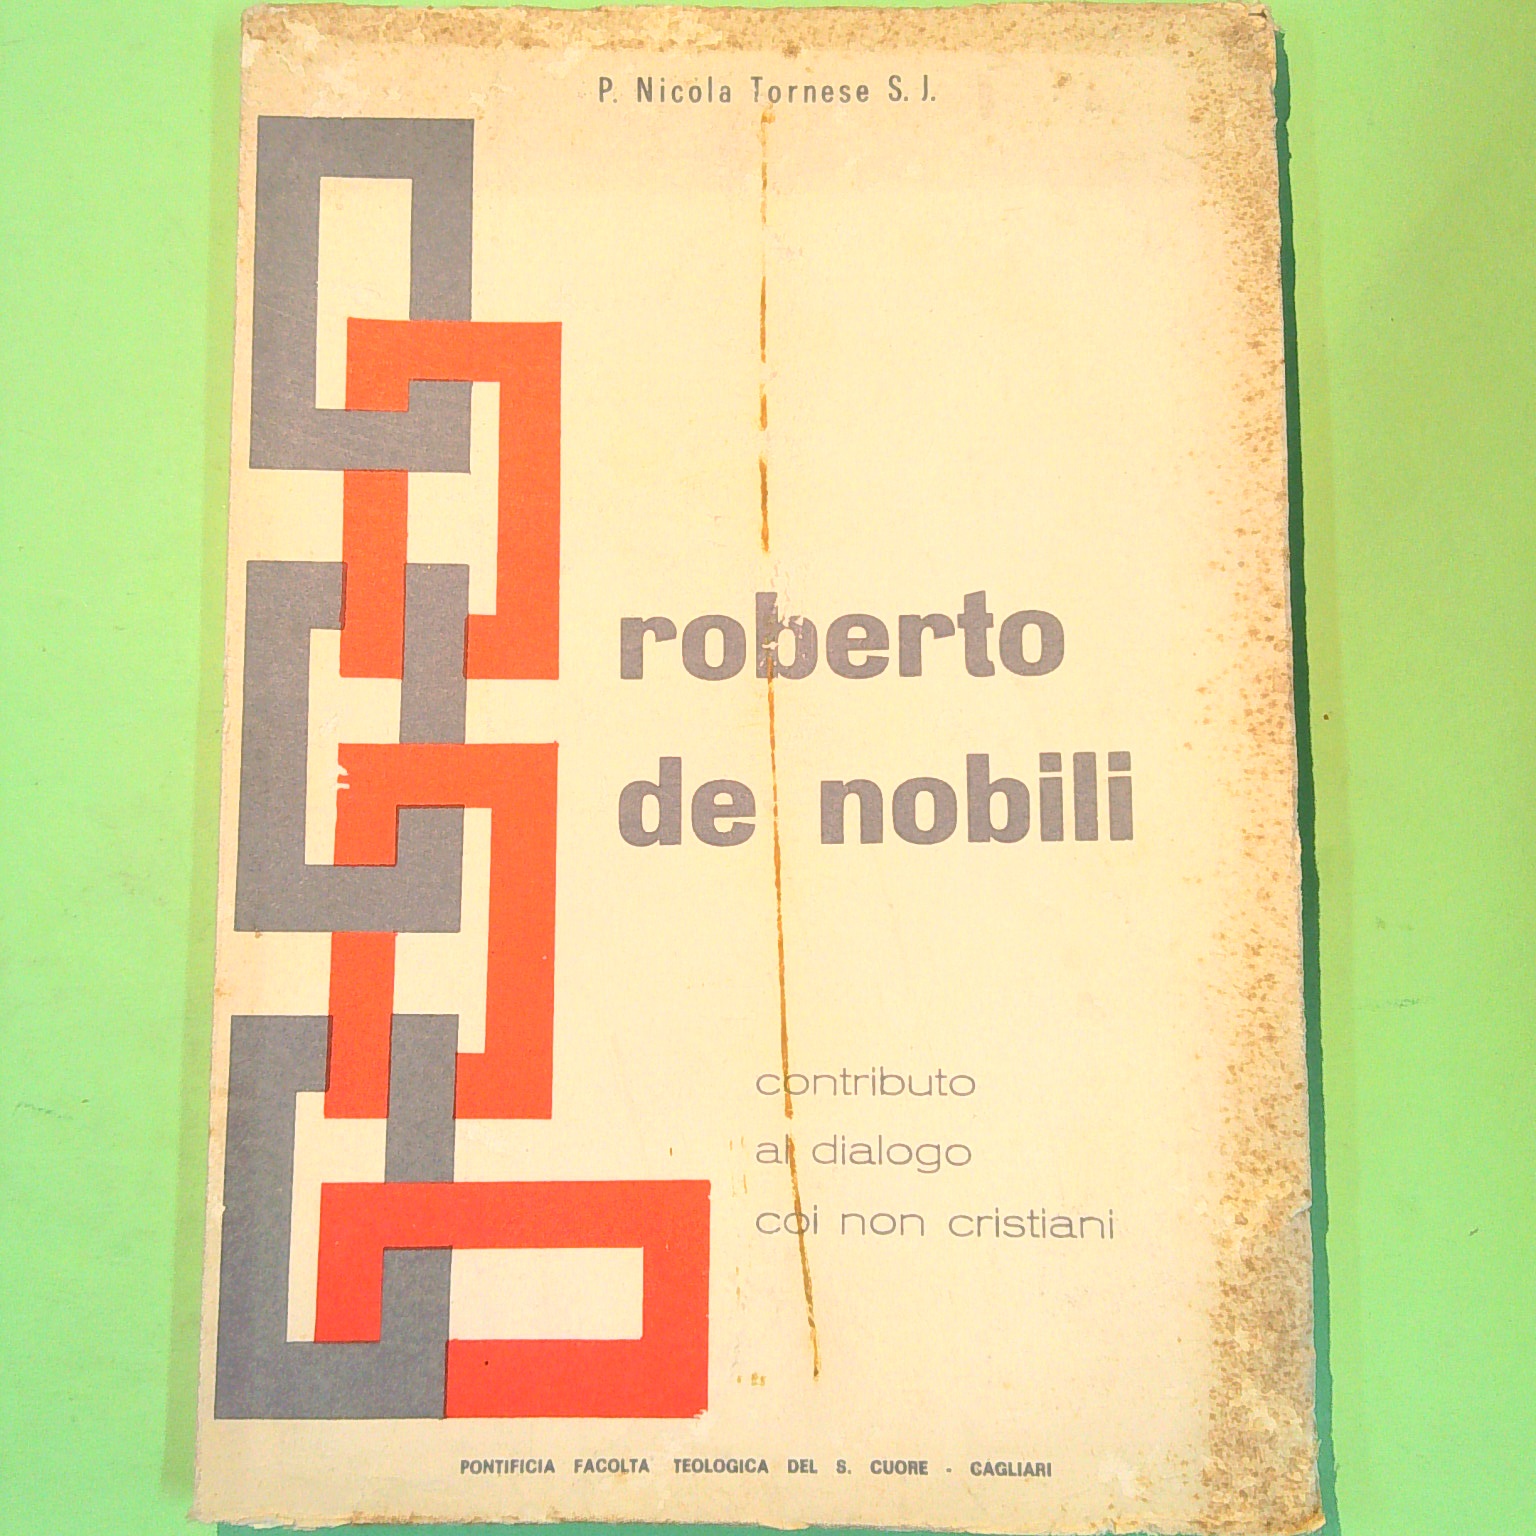 P. Nicola Tornese S. J.
roberto
de nobili
contributo
al dialogo
coi non cristiani
PONTIFICIA FACOLTA TEOLOGICA DEL S. CUORE - CAGLIARI